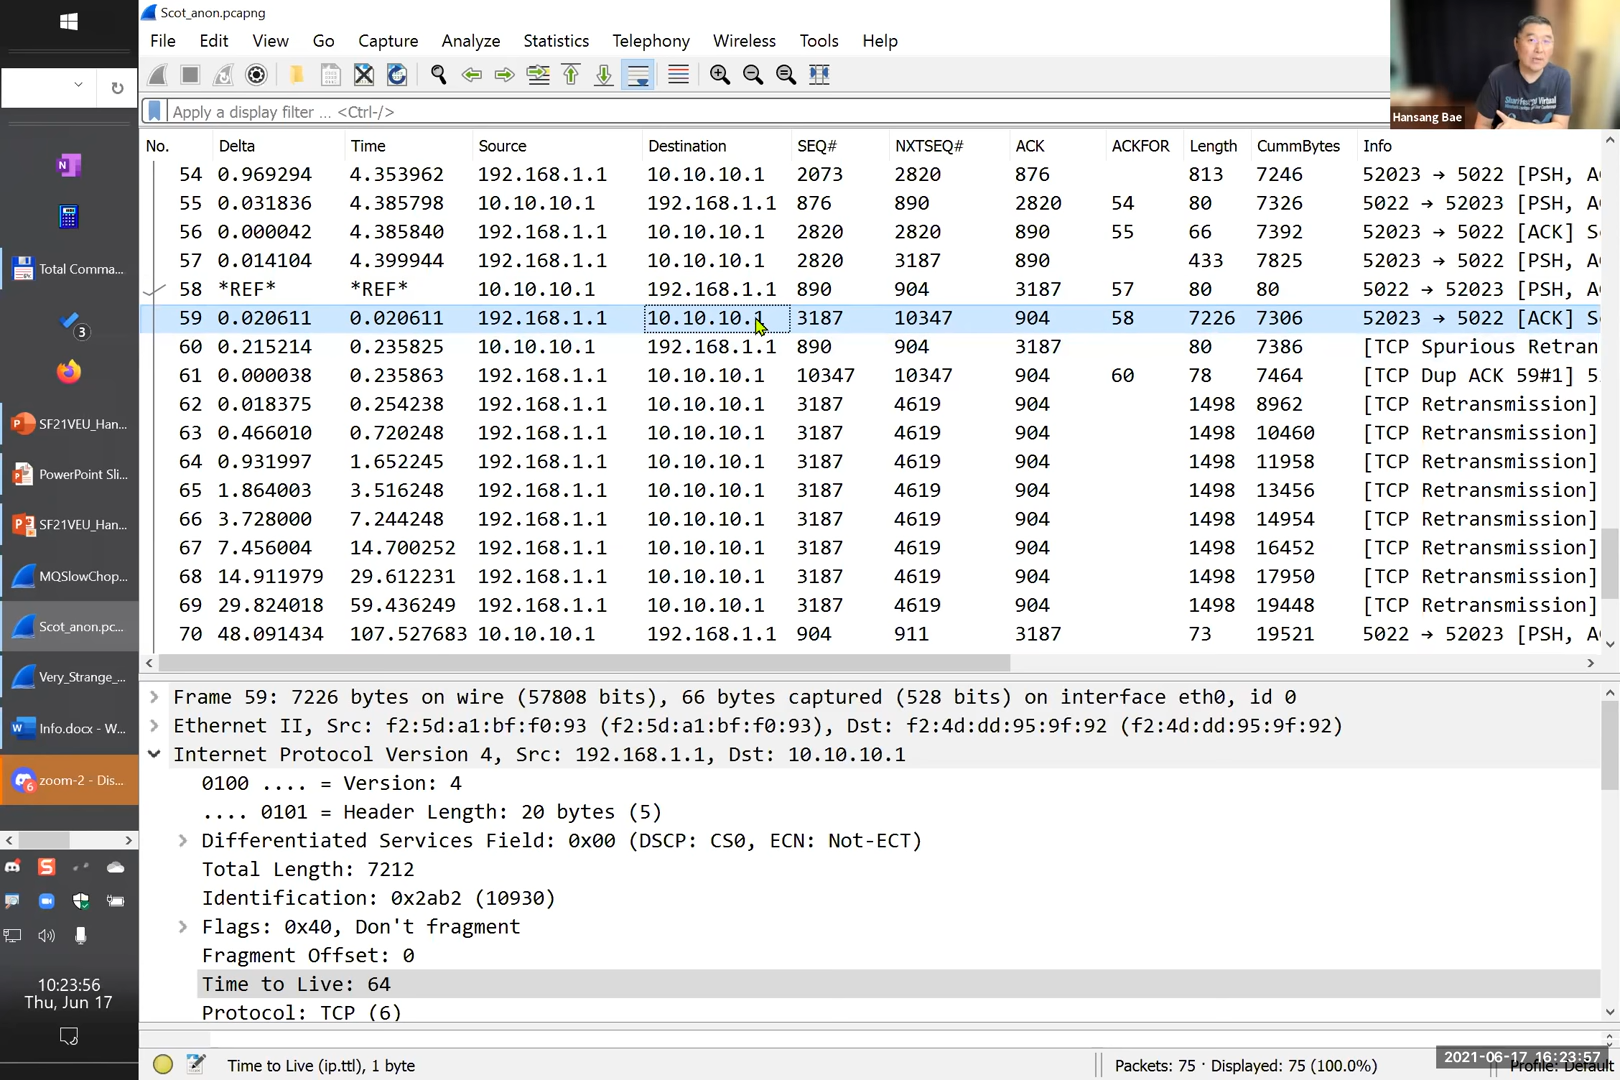 Scot_anon.pcapng
File Edit View Go Capture Analyze Statistics Telephony Wireless Tools Help
Apply a display filter … <Ctrl-/>
Hansang Bae
No. Delta Time Source Destination SEQ# NXTSEQ# ACK ACKFOR Length CummBytes Info
54 0.969294 4.353962 192.168.1.1 10.10.10.1 2073 2820 876 813 7246 52023 → 5022 [PSH, A
55 0.031836 4.385798 10.10.10.1 192.168.1.1 876 890 2820 54 80 7326 5022 → 52023 [PSH, A
56 0.000042 4.385840 192.168.1.1 10.10.10.1 2820 2820 890 55 66 7392 52023 → 5022 [ACK] S
57 0.014104 4.399944 192.168.1.1 10.10.10.1 2820 3187 890 433 7825 52023 → 5022 [PSH, A
58 *REF* *REF* 10.10.10.1 192.168.1.1 890 904 3187 57 80 80 5022 → 52023 [PSH, A
59 0.020611 0.020611 192.168.1.1 10.10.10.1 3187 10347 904 58 7226 7306 52023 → 5022 [ACK] S
60 0.215214 0.235825 10.10.10.1 192.168.1.1 890 904 3187 80 7386 [TCP Spurious Retran
61 0.000038 0.235863 192.168.1.1 10.10.10.1 10347 10347 904 60 78 7464 [TCP Dup ACK 59#1] 5
62 0.018375 0.254238 192.168.1.1 10.10.10.1 3187 4619 904 1498 8962 [TCP Retransmission]
63 0.466010 0.720248 192.168.1.1 10.10.10.1 3187 4619 904 1498 10460 [TCP Retransmission]
64 0.931997 1.652245 192.168.1.1 10.10.10.1 3187 4619 904 1498 11958 [TCP Retransmission]
65 1.864003 3.516248 192.168.1.1 10.10.10.1 3187 4619 904 1498 13456 [TCP Retransmission]
66 3.728000 7.244248 192.168.1.1 10.10.10.1 3187 4619 904 1498 14954 [TCP Retransmission]
67 7.456004 14.700252 192.168.1.1 10.10.10.1 3187 4619 904 1498 16452 [TCP Retransmission]
68 14.911979 29.612231 192.168.1.1 10.10.10.1 3187 4619 904 1498 17950 [TCP Retransmission]
69 29.824018 59.436249 192.168.1.1 10.10.10.1 3187 4619 904 1498 19448 [TCP Retransmission]
70 48.091434 107.527683 10.10.10.1 192.168.1.1 904 911 3187 73 19521 5022 → 52023 [PSH, A
Frame 59: 7226 bytes on wire (57808 bits), 66 bytes captured (528 bits) on interface eth0, id 0
Ethernet II, Src: f2:5d:a1:bf:f0:93 (f2:5d:a1:bf:f0:93), Dst: f2:4d:dd:95:9f:92 (f2:4d:dd:95:9f:92)
Internet Protocol Version 4, Src: 192.168.1.1, Dst: 10.10.10.1
0100 .... = Version: 4
.... 0101 = Header Length: 20 bytes (5)
Differentiated Services Field: 0x00 (DSCP: CS0, ECN: Not-ECT)
Total Length: 7212
Identification: 0x2ab2 (10930)
Flags: 0x40, Don't fragment
Fragment Offset: 0
Time to Live: 64
Protocol: TCP (6)
Time to Live (ip.ttl), 1 byte
Packets: 75 · Displayed: 75 (100.0%)
2021-06-17 16:23:57
Profile: Default
Total Comma...
3
SF21VEU_Han...
PowerPoint Sli...
SF21VEU_Han...
MQSlowChop...
Scot_anon.pc...
Very_Strange_...
Info.docx - W...
6
zoom-2 - Dis...
10:23:56
Thu, Jun 17